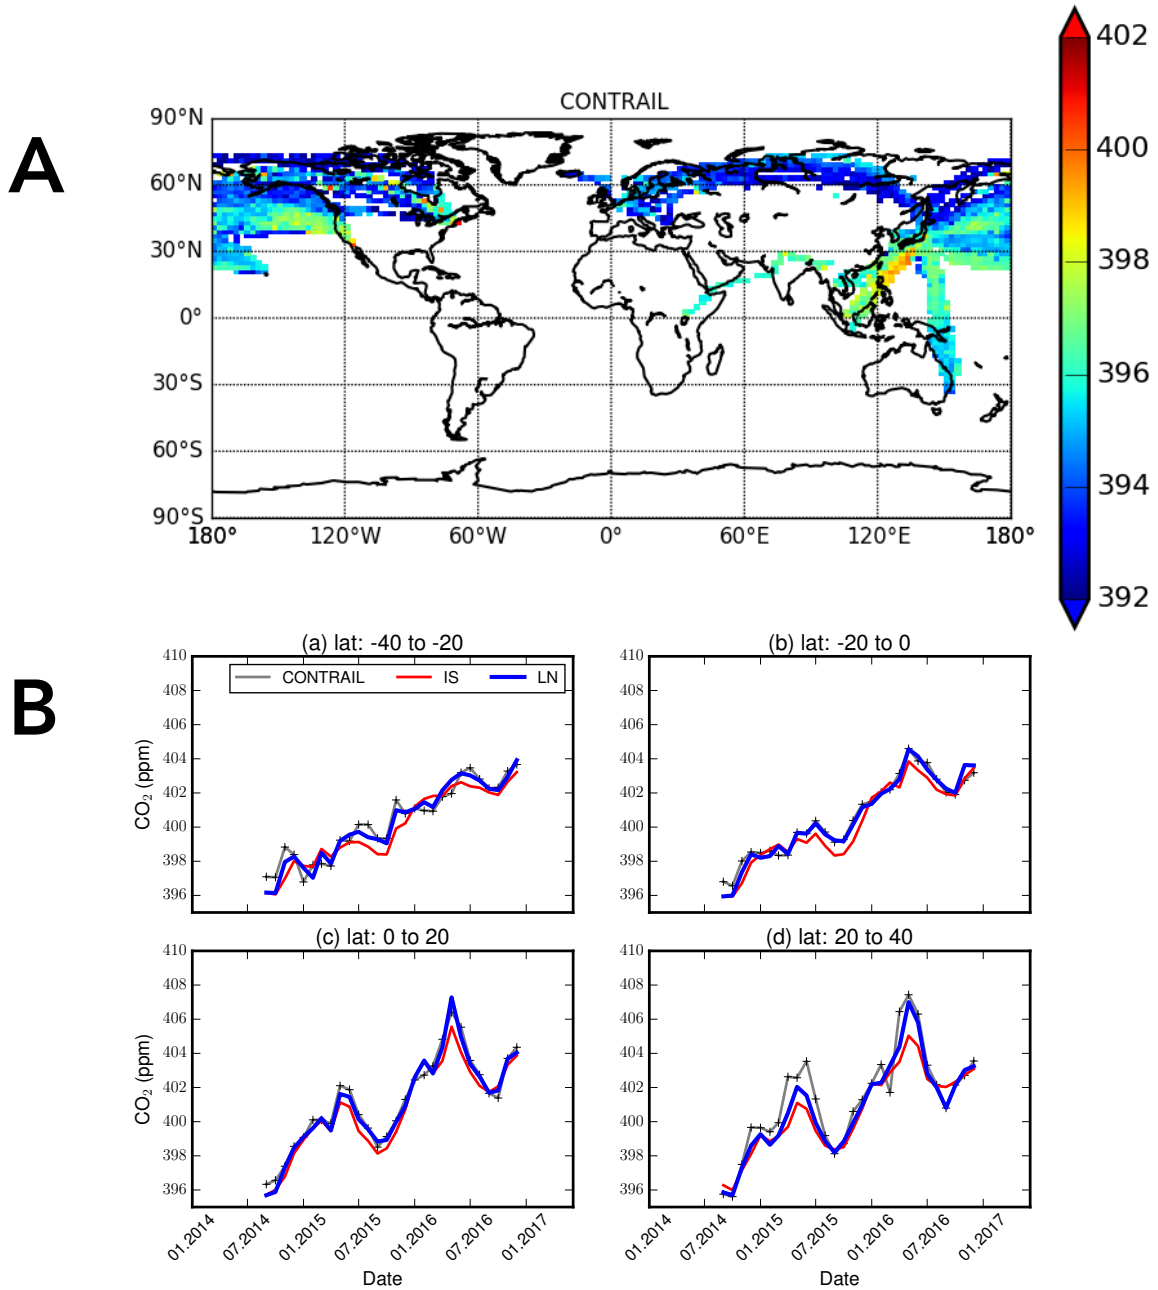 A
CONTRAIL
90°N
60°N
30°N
0°
30°S
60°S
90°S
180° 120°W 60°W 0° 60°E 120°E 180°
402
400
398
396
394
392
B
(a) lat: -40 to -20
CONTRAIL IS LN
CO₂ (ppm)
410
408
406
404
402
400
398
396
(b) lat: -20 to 0
410
408
406
404
402
400
398
396
(c) lat: 0 to 20
CO₂ (ppm)
410
408
406
404
402
400
398
396
01.2014 07.2014 01.2015 07.2015 01.2016 07.2016 01.2017
Date
(d) lat: 20 to 40
410
408
406
404
402
400
398
396
01.2014 07.2014 01.2015 07.2015 01.2016 07.2016 01.2017
Date